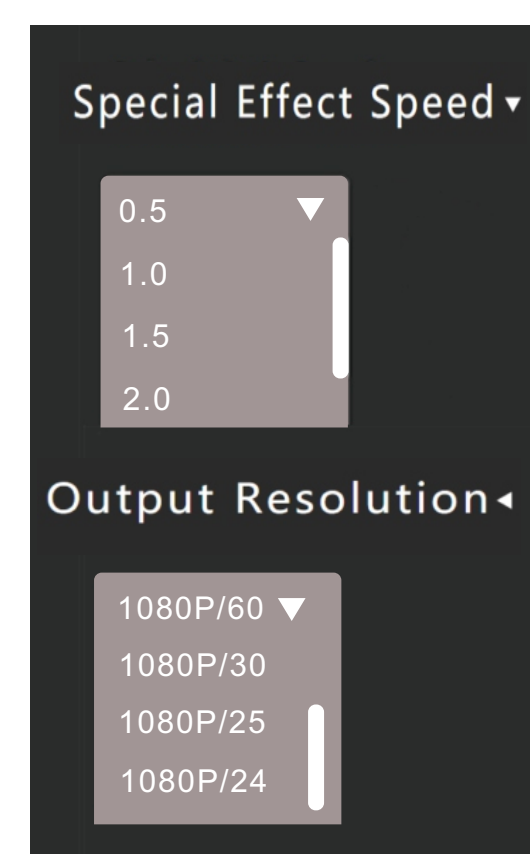 Special Effect Speed
0.5
1.0
1.5
2.0
Output Resolution
1080P/60
1080P/30
1080P/25
1080P/24